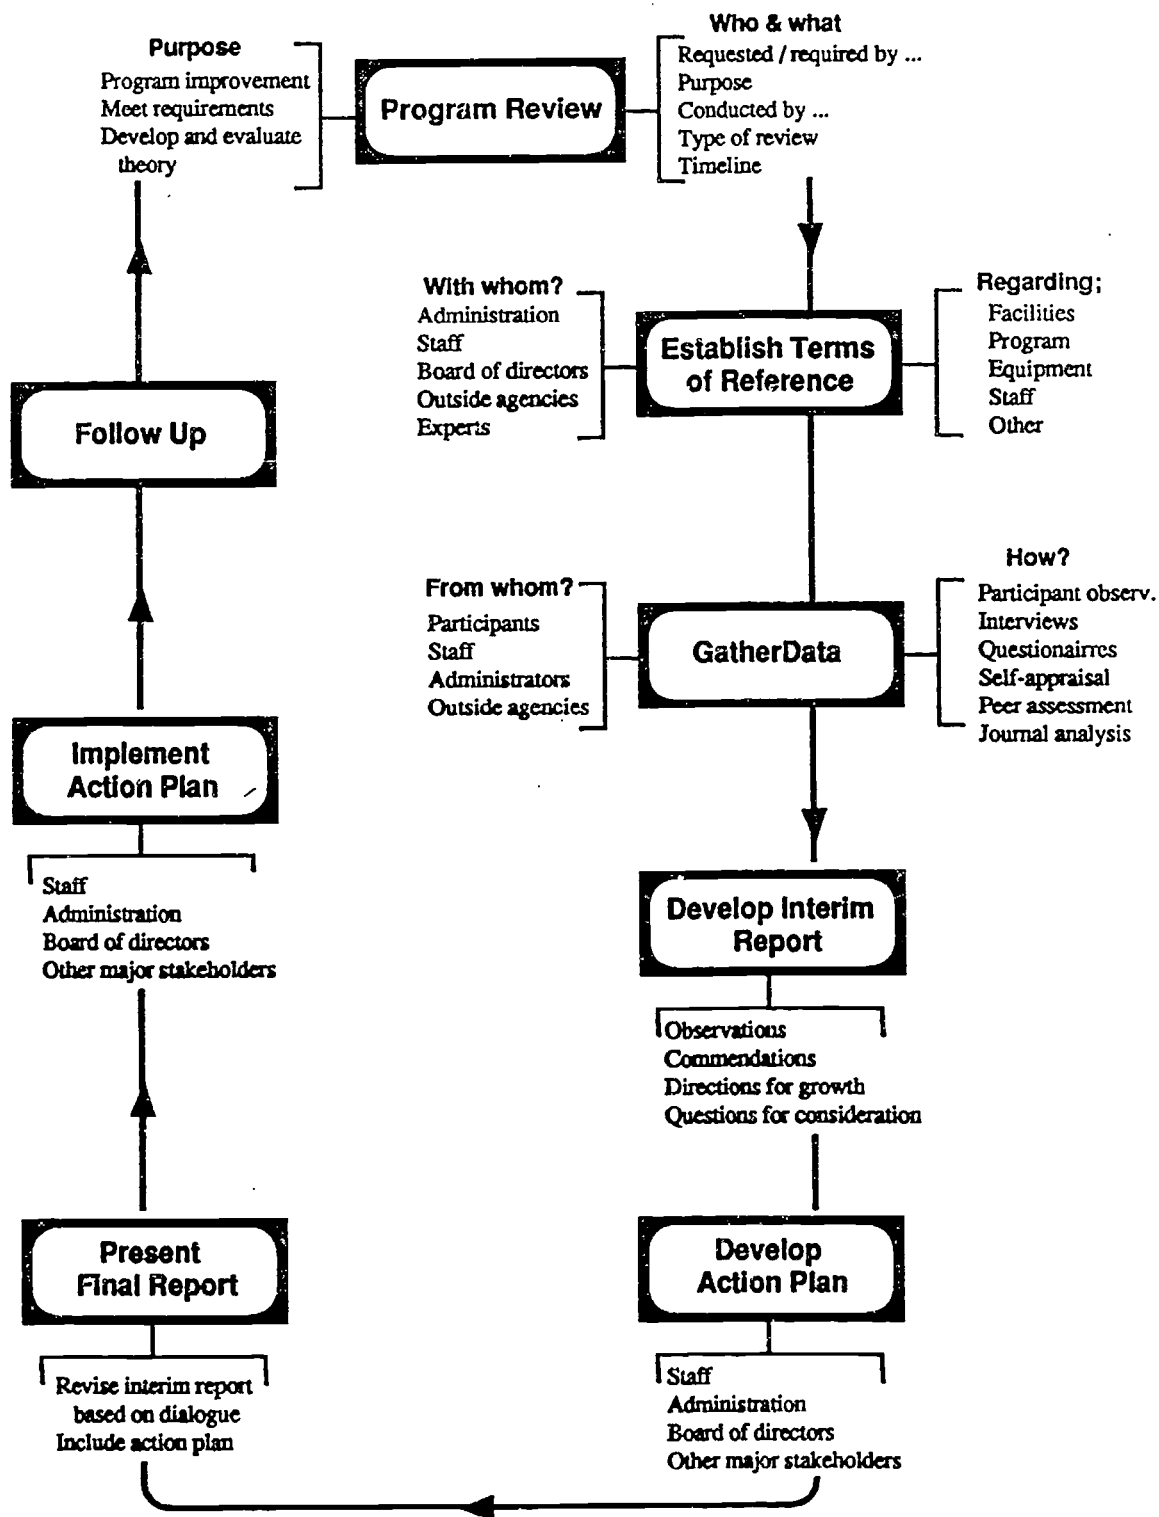 Purpose
Program improvement
Meet requirements
Develop and evaluate
theory
Program Review
Who & what
Requested / required by ...
Purpose
Conducted by ...
Type of review
Timeline
With whom?
Administration
Staff
Board of directors
Outside agencies
Experts
Establish Terms
of Reference
Regarding;
Facilities
Program
Equipment
Staff
Other
From whom?
Participants
Staff
Administrators
Outside agencies
GatherData
How?
Participant observ.
Interviews
Questionairres
Self-appraisal
Peer assessment
Journal analysis
Develop Interim
Report
Observations
Commendations
Directions for growth
Questions for consideration
Develop
Action Plan
Staff
Administration
Board of directors
Other major stakeholders
Present
Final Report
Revise interim report
based on dialogue
Include action plan
Implement
Action Plan
Staff
Administration
Board of directors
Other major stakeholders
Follow Up